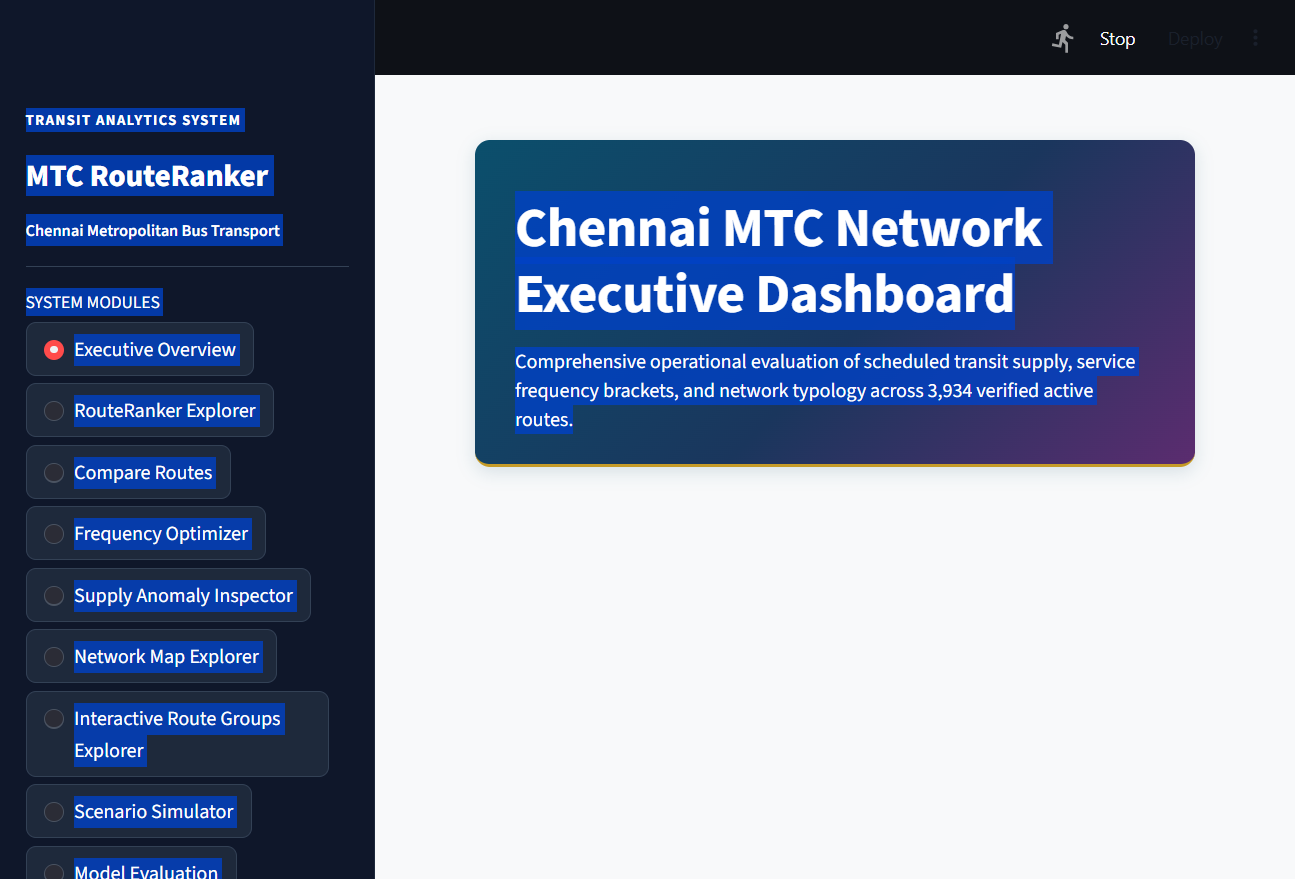 Stop
Deploy
TRANSIT ANALYTICS SYSTEM
MTC RouteRanker
Chennai Metropolitan Bus Transport
SYSTEM MODULES
Executive Overview
RouteRanker Explorer
Compare Routes
Frequency Optimizer
Supply Anomaly Inspector
Network Map Explorer
Interactive Route Groups
Explorer
Scenario Simulator
Model Evaluation
Chennai MTC Network
Executive Dashboard
Comprehensive operational evaluation of scheduled transit supply, service
frequency brackets, and network typology across 3,934 verified active
routes.